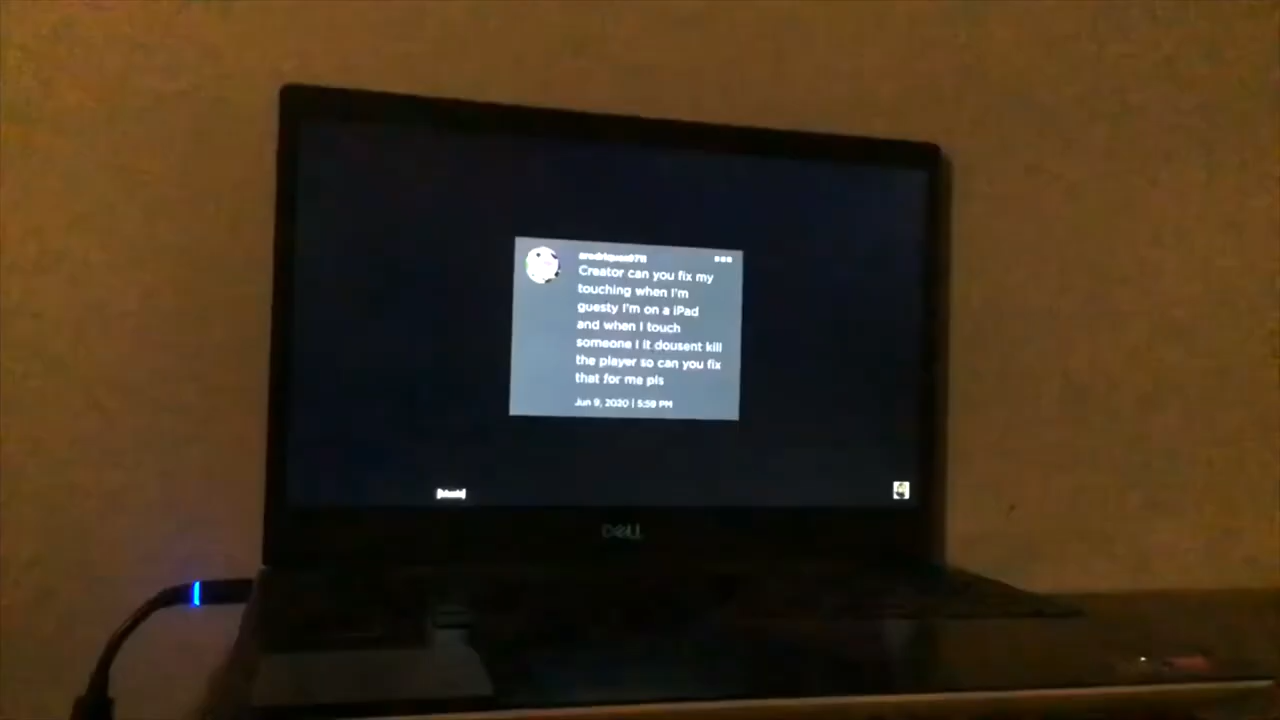 Creator can you fix my
touching when I'm
guesty I'm on a iPad
and when I touch
someone I it dousent kill
the player so can you fix
that for me pls
Jun 9, 2020 | 5:59 PM
DELL